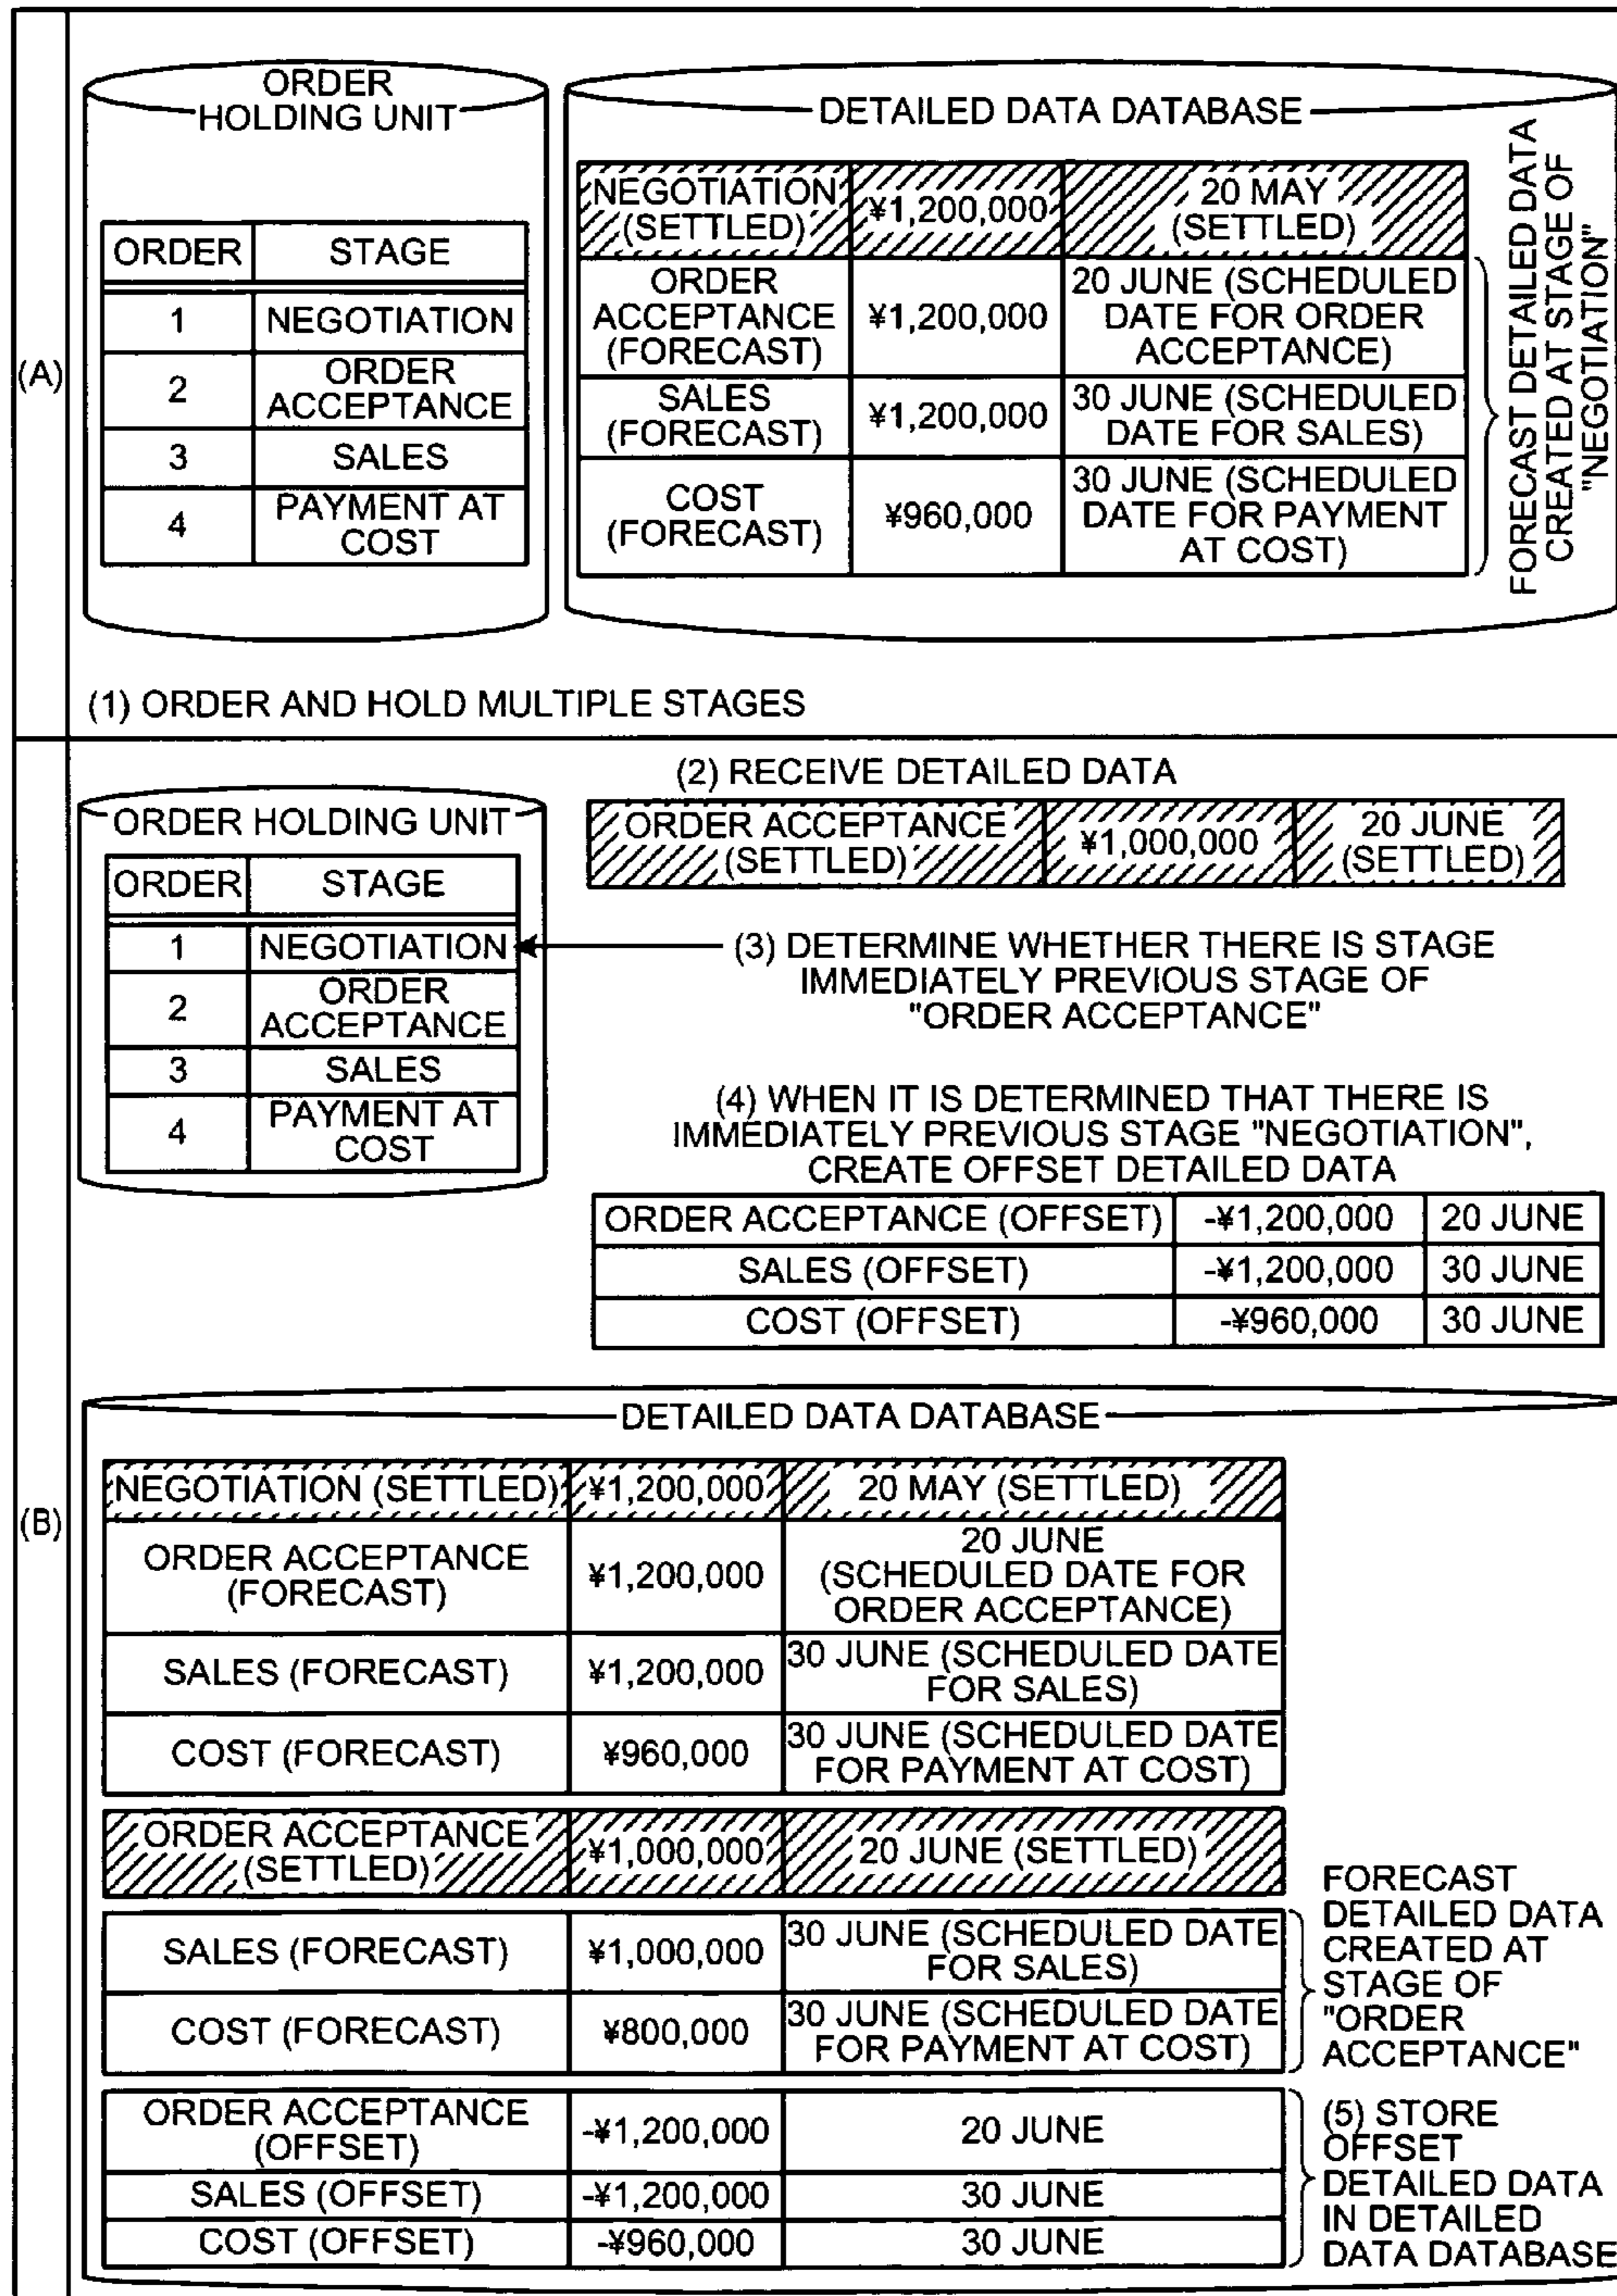 (A)
ORDER
HOLDING UNIT
ORDER STAGE
1 NEGOTIATION
2 ORDER
ACCEPTANCE
3 SALES
4 PAYMENT AT
COST
DETAILED DATA DATABASE
NEGOTIATION
(SETTLED)
¥1,200,000
20 MAY
(SETTLED)
ORDER
ACCEPTANCE
(FORECAST)
¥1,200,000
20 JUNE (SCHEDULED
DATE FOR ORDER
ACCEPTANCE)
SALES
(FORECAST)
¥1,200,000
30 JUNE (SCHEDULED
DATE FOR SALES)
COST
(FORECAST)
¥960,000
30 JUNE (SCHEDULED
DATE FOR PAYMENT
AT COST)
FORECAST DETAILED DATA
CREATED AT STAGE OF
"NEGOTIATION"
(1) ORDER AND HOLD MULTIPLE STAGES
(B)
ORDER HOLDING UNIT
ORDER STAGE
1 NEGOTIATION
2 ORDER
ACCEPTANCE
3 SALES
4 PAYMENT AT
COST
(2) RECEIVE DETAILED DATA
ORDER ACCEPTANCE
(SETTLED)
¥1,000,000
20 JUNE
(SETTLED)
(3) DETERMINE WHETHER THERE IS STAGE
IMMEDIATELY PREVIOUS STAGE OF
"ORDER ACCEPTANCE"
(4) WHEN IT IS DETERMINED THAT THERE IS
IMMEDIATELY PREVIOUS STAGE "NEGOTIATION",
CREATE OFFSET DETAILED DATA
ORDER ACCEPTANCE (OFFSET) -¥1,200,000 20 JUNE
SALES (OFFSET) -¥1,200,000 30 JUNE
COST (OFFSET) -¥960,000 30 JUNE
DETAILED DATA DATABASE
NEGOTIATION (SETTLED) ¥1,200,000 20 MAY (SETTLED)
ORDER ACCEPTANCE
(FORECAST)
¥1,200,000
20 JUNE
(SCHEDULED DATE FOR
ORDER ACCEPTANCE)
SALES (FORECAST)
¥1,200,000
30 JUNE (SCHEDULED DATE
FOR SALES)
COST (FORECAST)
¥960,000
30 JUNE (SCHEDULED DATE
FOR PAYMENT AT COST)
ORDER ACCEPTANCE
(SETTLED)
¥1,000,000
20 JUNE (SETTLED)
SALES (FORECAST)
¥1,000,000
30 JUNE (SCHEDULED DATE
FOR SALES)
COST (FORECAST)
¥800,000
30 JUNE (SCHEDULED DATE
FOR PAYMENT AT COST)
FORECAST
DETAILED DATA
CREATED AT
STAGE OF
"ORDER
ACCEPTANCE"
ORDER ACCEPTANCE
(OFFSET)
-¥1,200,000
20 JUNE
SALES (OFFSET) -¥1,200,000 30 JUNE
COST (OFFSET) -¥960,000 30 JUNE
(5) STORE
OFFSET
DETAILED DATA
IN DETAILED
DATA DATABASE